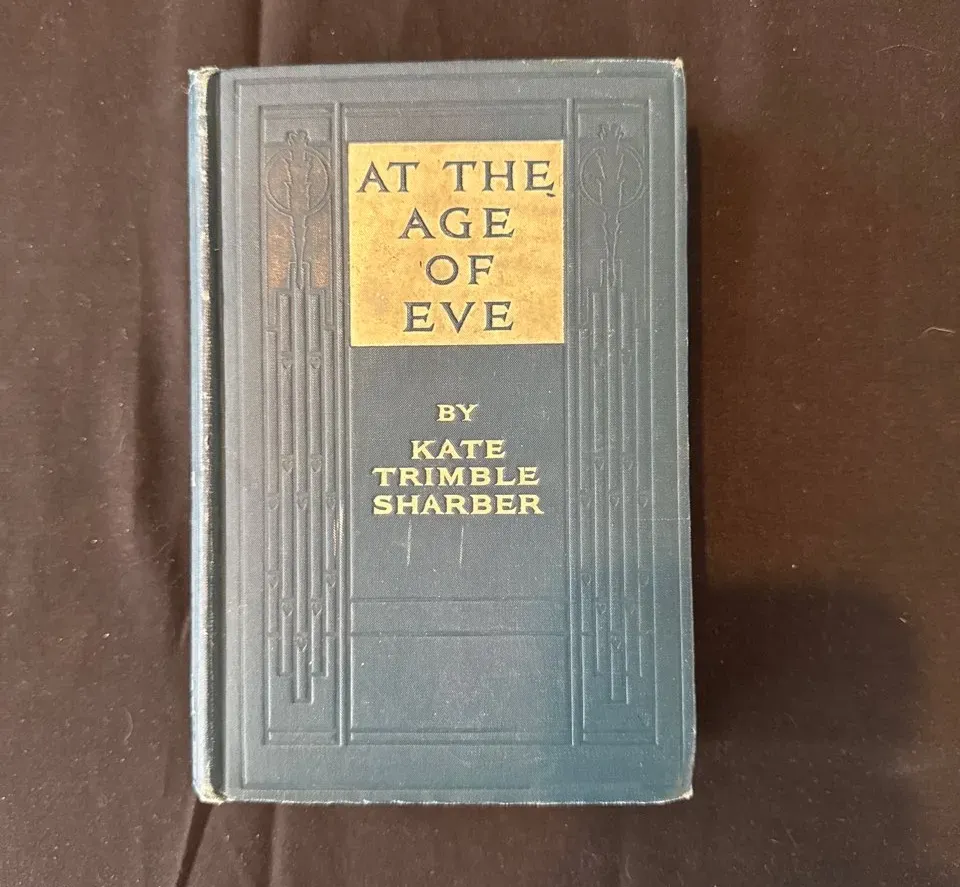 AT THE
AGE
OF
EVE
BY
KATE
TRIMBLE
SHARBER